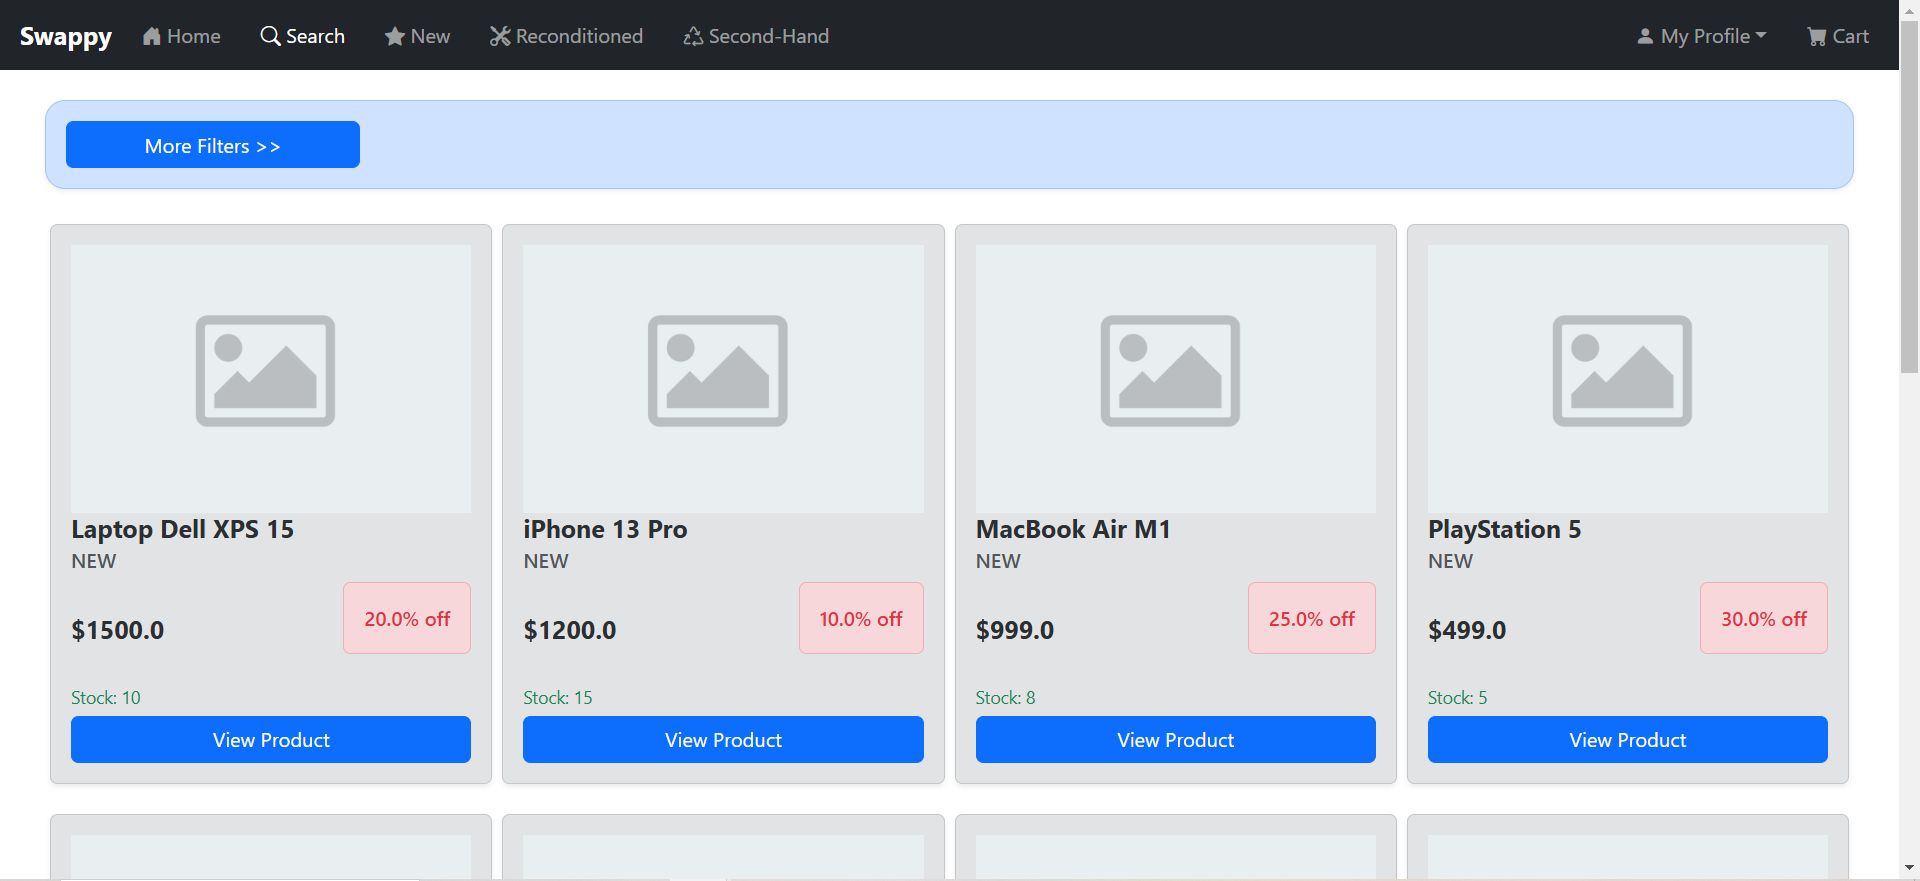 Swappy Home Search New Reconditioned Second-Hand My Profile Cart
More Filters >>
Laptop Dell XPS 15
NEW
$1500.0
20.0% off
Stock: 10
View Product
iPhone 13 Pro
NEW
$1200.0
10.0% off
Stock: 15
View Product
MacBook Air M1
NEW
$999.0
25.0% off
Stock: 8
View Product
PlayStation 5
NEW
$499.0
30.0% off
Stock: 5
View Product